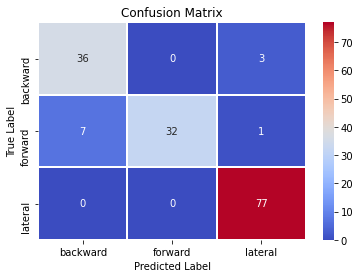 Confusion Matrix
True Label
backward
forward
lateral
36 0 3
7 32 1
0 0 77
backward forward lateral
Predicted Label
70
60
50
40
30
20
10
0